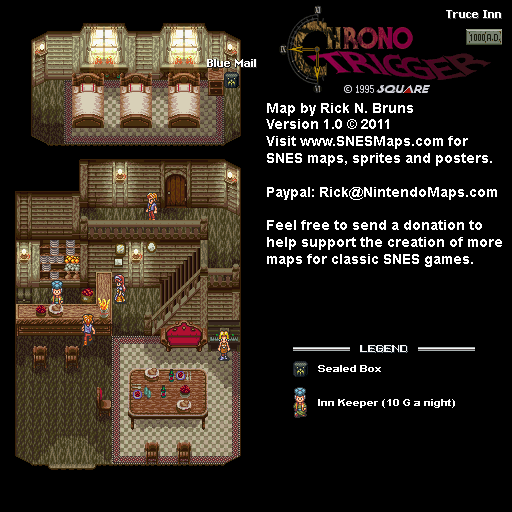 Truce Inn
1000 A.D.
CHRONO
TRIGGER
© 1995 SQUARE
Blue Mail
Map by Rick N. Bruns
Version 1.0 © 2011
Visit www.SNESMaps.com for
SNES maps, sprites and posters.
Paypal: Rick@NintendoMaps.com
Feel free to send a donation to
help support the creation of more
maps for classic SNES games.
LEGEND
Sealed Box
Inn Keeper (10 G a night)